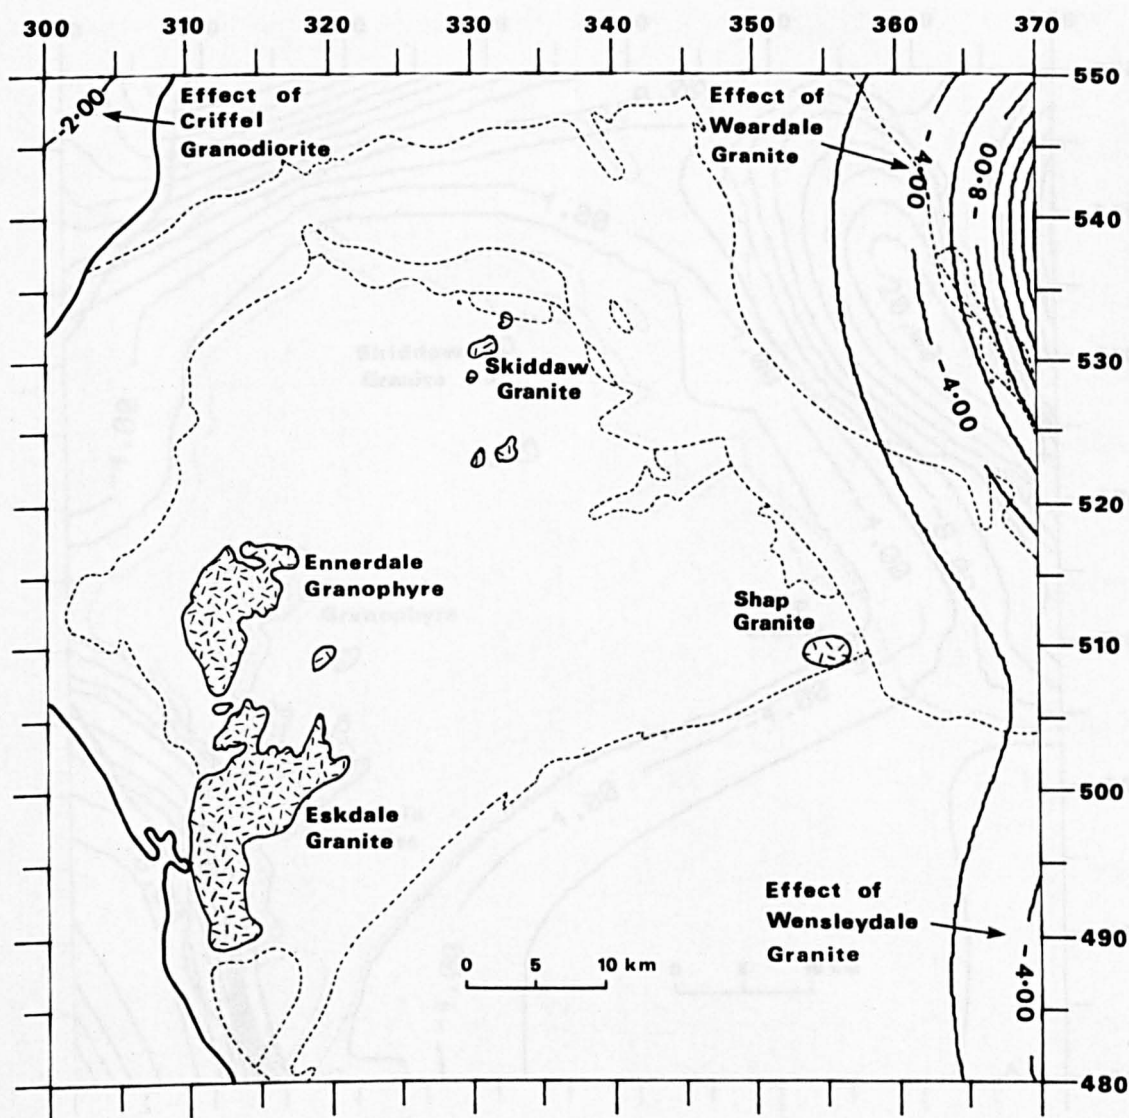 300 310 320 330 340 350 360 370
550
540
530
520
510
500
490
480
-2·00
Effect of
Criffel
Granodiorite
Effect of
Weardale
Granite
-4·00
-8·00
-4·00
Skiddaw
Granite
Ennerdale
Granophyre
Shap
Granite
Eskdale
Granite
Effect of
Wensleydale
Granite
-4·00
0 5 10 km